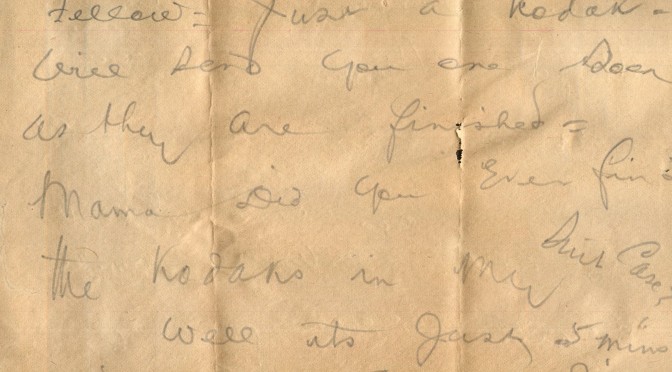 Fellow = Just a Kodak =
Will send you one Soon
as they are finished =
Mama Did you Ever fin
the Kodaks in My Suit Case,
Well its Just 5 mins